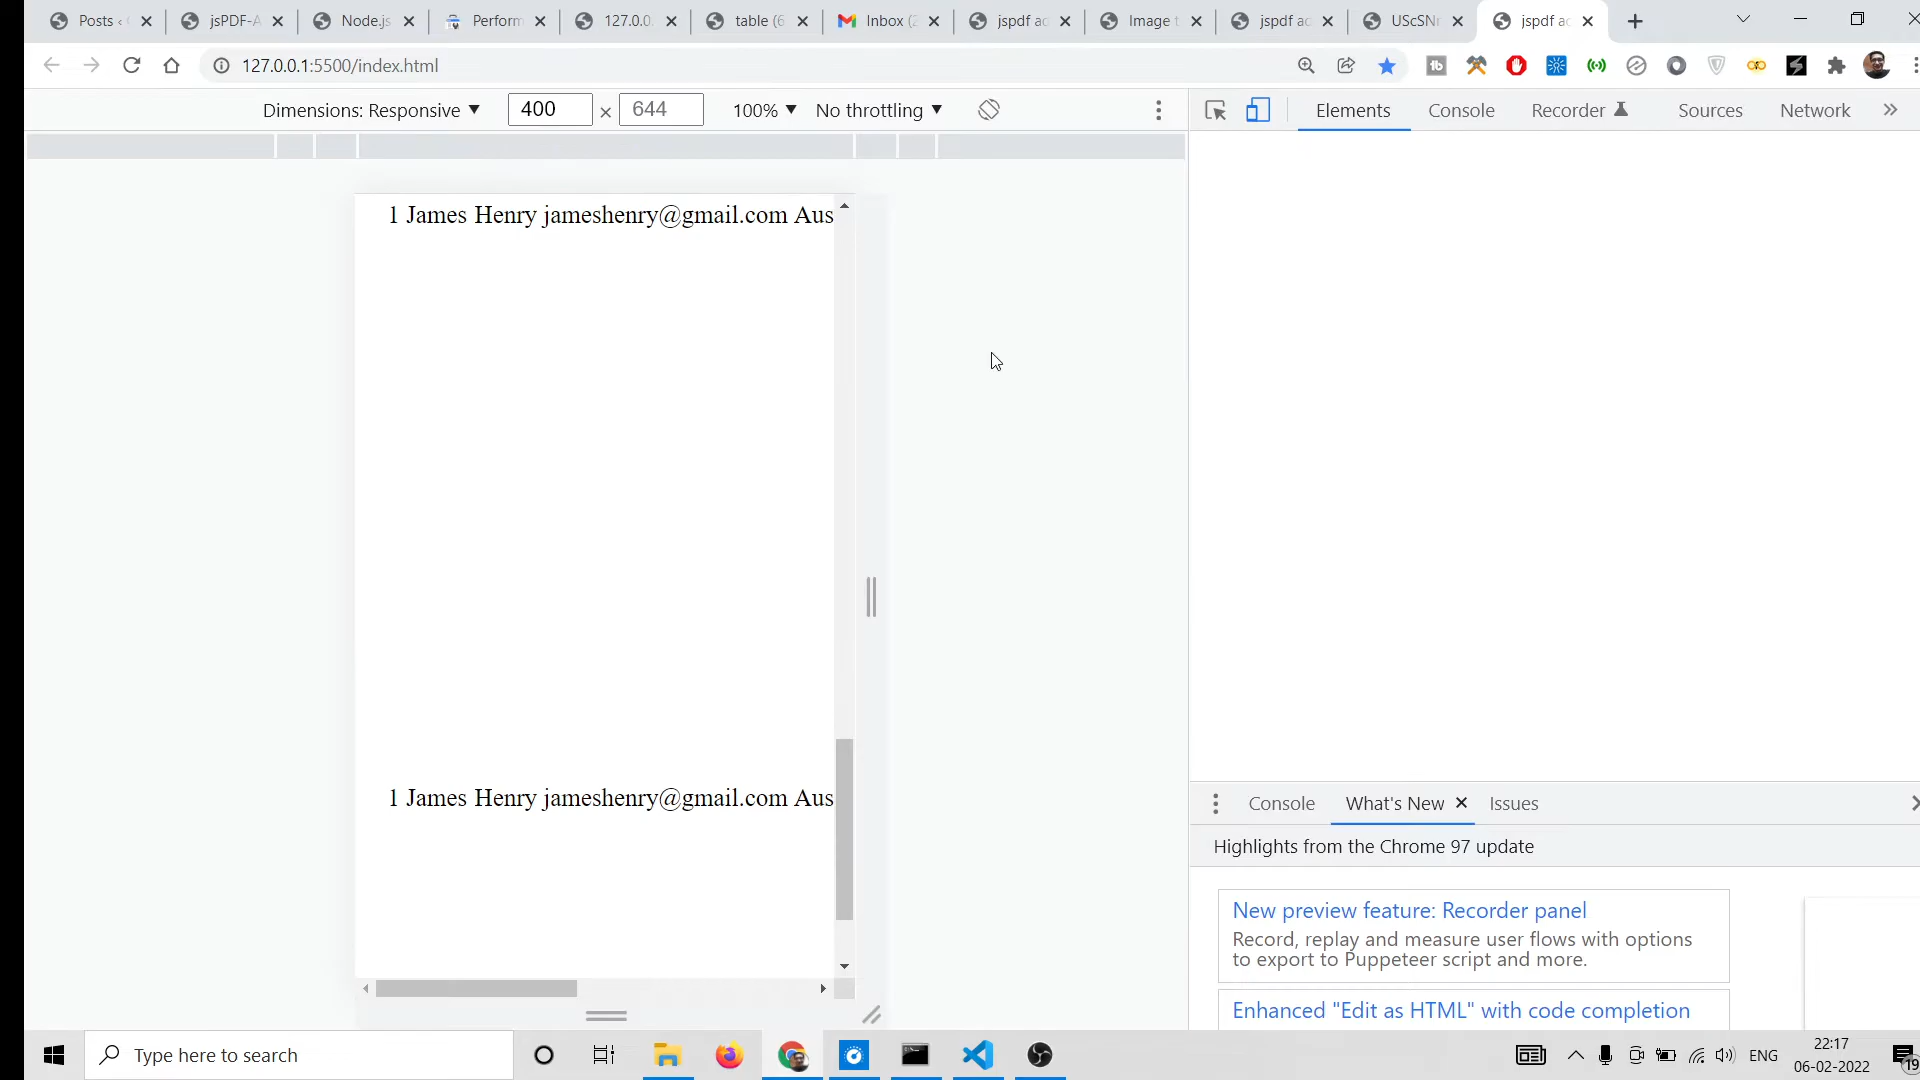 Posts ‹ jsPDF-A Node.js Perform 127.0.0. table (6 Inbox (2 jspdf ad Image t jspdf ad UScSNr jspdf ad
127.0.0.1:5500/index.html
Dimensions: Responsive 400 × 644 100% No throttling
Elements Console Recorder Sources Network »
1 James Henry jameshenry@gmail.com Aus
1 James Henry jameshenry@gmail.com Aus
Console What's New Issues
Highlights from the Chrome 97 update
New preview feature: Recorder panel
Record, replay and measure user flows with options
to export to Puppeteer script and more.
Enhanced "Edit as HTML" with code completion
Type here to search
ENG
22:17
06-02-2022
19